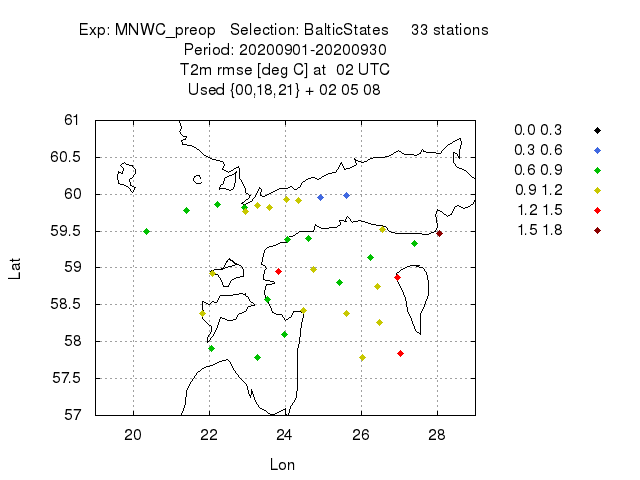 Exp: MNWC_preop Selection: BalticStates 33 stations
Period: 20200901-20200930
T2m rmse [deg C] at 02 UTC
Used {00,18,21} + 02 05 08
61
60.5
60
59.5
59
58.5
58
57.5
57
Lat
20 22 24 26 28
Lon
0.0 0.3
0.3 0.6
0.6 0.9
0.9 1.2
1.2 1.5
1.5 1.8